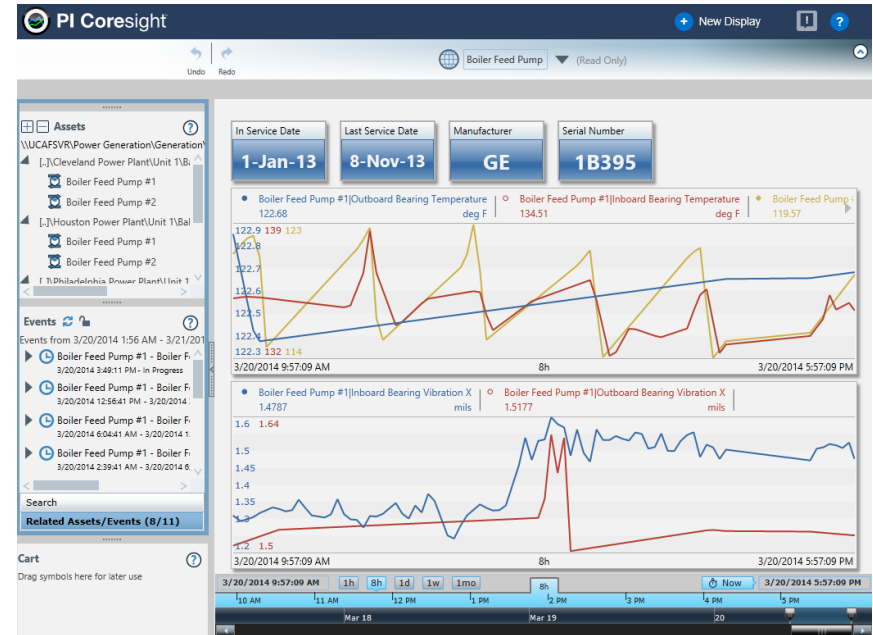 PI Coresight
New Display
Undo
Redo
Boiler Feed Pump
(Read Only)
Assets
\\UCAFSVR\Power Generation\Generation
[..]\Cleveland Power Plant\Unit 1\Ba
Boiler Feed Pump #1
Boiler Feed Pump #2
[..]\Houston Power Plant\Unit 1\Bal
Boiler Feed Pump #1
Boiler Feed Pump #2
[..]\Philadelphia Power Plant\Unit 1
Events
Events from 3/20/2014 1:56 AM - 3/21/201
Boiler Feed Pump #1 - Boiler F
3/20/2014 3:49:11 PM - In Progress
Boiler Feed Pump #1 - Boiler F
3/20/2014 12:56:41 PM - 3/20/2014
Boiler Feed Pump #1 - Boiler F
3/20/2014 6:04:41 AM - 3/20/2014 1
Boiler Feed Pump #1 - Boiler F
3/20/2014 2:39:41 AM - 3/20/2014 6
Search
Related Assets/Events (8/11)
Cart
Drag symbols here for later use
In Service Date
1-Jan-13
Last Service Date
8-Nov-13
Manufacturer
GE
Serial Number
1B395
Boiler Feed Pump #1|Outboard Bearing Temperature
122.68 deg F
Boiler Feed Pump #1|Inboard Bearing Temperature
134.51 deg F
Boiler Feed Pump
119.57
122.9 139 123
122.8
122.7
122.6
122.5
122.4
122.3 132 114
3/20/2014 9:57:09 AM 8h 3/20/2014 5:57:09 PM
Boiler Feed Pump #1|Inboard Bearing Vibration X
1.4787 mils
Boiler Feed Pump #1|Outboard Bearing Vibration X
1.5177 mils
1.6 1.64
1.5
1.45
1.4
1.35
1.3
1.2 1.5
3/20/2014 9:57:09 AM 8h 3/20/2014 5:57:09 PM
3/20/2014 9:57:09 AM 1h 8h 1d 1w 1mo 8h Now 3/20/2014 5:57:09 PM
10 AM 11 AM 12 PM 1 PM 2 PM 3 PM 4 PM 5 PM
Mar 18 Mar 19 20